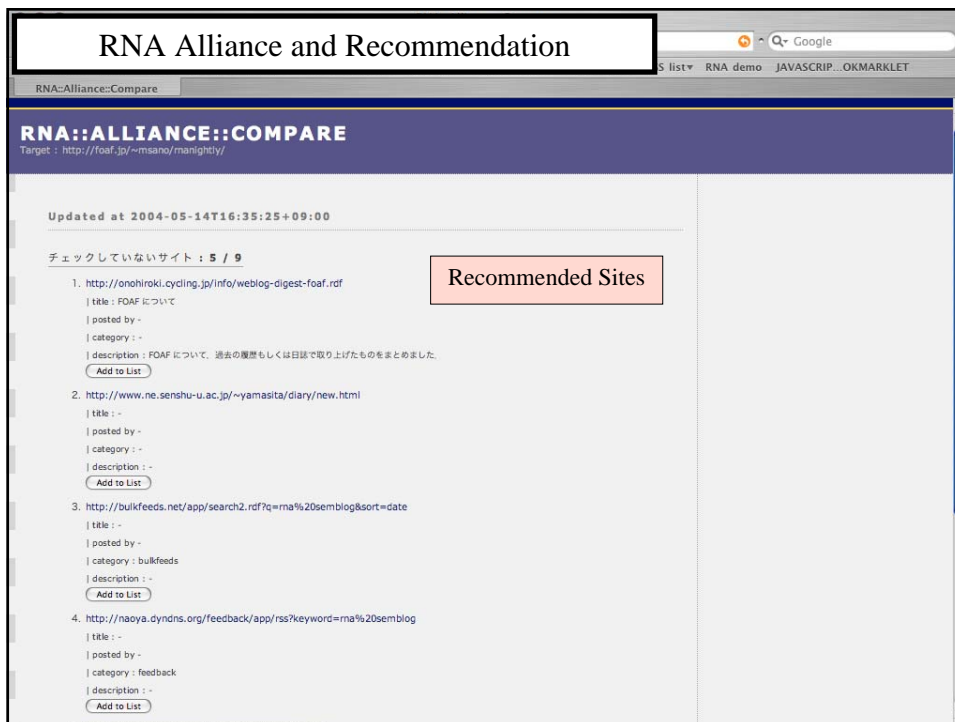 RNA Alliance and Recommendation
Google
S list▾ RNA demo JAVASCRIP...OKMARKLET
RNA::Alliance::Compare
RNA::ALLIANCE::COMPARE
Target : http://foaf.jp/~msano/rnanightly/
Updated at 2004-05-14T16:35:25+09:00
チェックしていないサイト : 5 / 9
Recommended Sites
1. http://onohiroki.cycling.jp/info/weblog-digest-foaf.rdf
| title : FOAF について
| posted by -
| category : -
| description : FOAF について、過去の履歴もしくは日誌で取り上げたものをまとめました。
Add to List
2. http://www.ne.senshu-u.ac.jp/~yamasita/diary/new.html
| title : -
| posted by -
| category : -
| description : -
Add to List
3. http://bulkfeeds.net/app/search2.rdf?q=rna%20semblog&sort=date
| title : -
| posted by -
| category : bulkfeeds
| description : -
Add to List
4. http://naoya.dyndns.org/feedback/app/rss?keyword=rna%20semblog
| title : -
| posted by -
| category : feedback
| description : -
Add to List